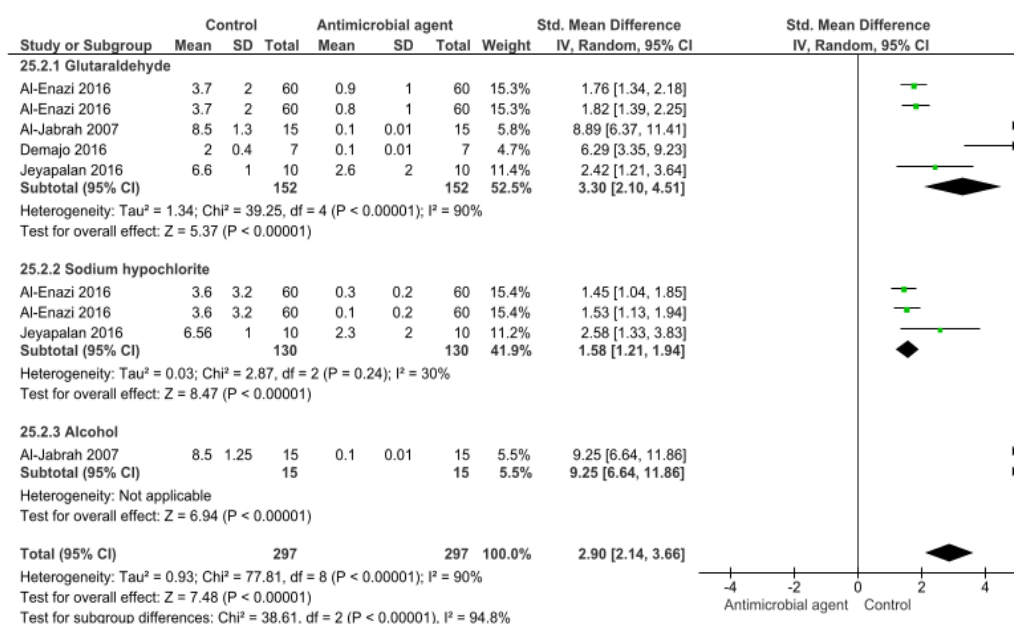 Control Antimicrobial agent Std. Mean Difference Std. Mean Difference
Study or Subgroup Mean SD Total Mean SD Total Weight IV, Random, 95% CI IV, Random, 95% CI
25.2.1 Glutaraldehyde
Al-Enazi 2016 3.7 2 60 0.9 1 60 15.3% 1.76 [1.34, 2.18]
Al-Enazi 2016 3.7 2 60 0.8 1 60 15.3% 1.82 [1.39, 2.25]
Al-Jabrah 2007 8.5 1.3 15 0.1 0.01 15 5.8% 8.89 [6.37, 11.41]
Demajo 2016 2 0.4 7 0.1 0.01 7 4.7% 6.29 [3.35, 9.23]
Jeyapalan 2016 6.6 1 10 2.6 2 10 11.4% 2.42 [1.21, 3.64]
Subtotal (95% CI) 152 152 52.5% 3.30 [2.10, 4.51]
Heterogeneity: Tau² = 1.34; Chi² = 39.25, df = 4 (P < 0.00001); I² = 90%
Test for overall effect: Z = 5.37 (P < 0.00001)
25.2.2 Sodium hypochlorite
Al-Enazi 2016 3.6 3.2 60 0.3 0.2 60 15.4% 1.45 [1.04, 1.85]
Al-Enazi 2016 3.6 3.2 60 0.1 0.2 60 15.4% 1.53 [1.13, 1.94]
Jeyapalan 2016 6.56 1 10 2.3 2 10 11.2% 2.58 [1.33, 3.83]
Subtotal (95% CI) 130 130 41.9% 1.58 [1.21, 1.94]
Heterogeneity: Tau² = 0.03; Chi² = 2.87, df = 2 (P = 0.24); I² = 30%
Test for overall effect: Z = 8.47 (P < 0.00001)
25.2.3 Alcohol
Al-Jabrah 2007 8.5 1.25 15 0.1 0.01 15 5.5% 9.25 [6.64, 11.86]
Subtotal (95% CI) 15 15 5.5% 9.25 [6.64, 11.86]
Heterogeneity: Not applicable
Test for overall effect: Z = 6.94 (P < 0.00001)
Total (95% CI) 297 297 100.0% 2.90 [2.14, 3.66]
Heterogeneity: Tau² = 0.93; Chi² = 77.81, df = 8 (P < 0.00001); I² = 90%
Test for overall effect: Z = 7.48 (P < 0.00001)
Test for subgroup differences: Chi² = 38.61, df = 2 (P < 0.00001), I² = 94.8%
-4 -2 0 2 4
Antimicrobial agent Control